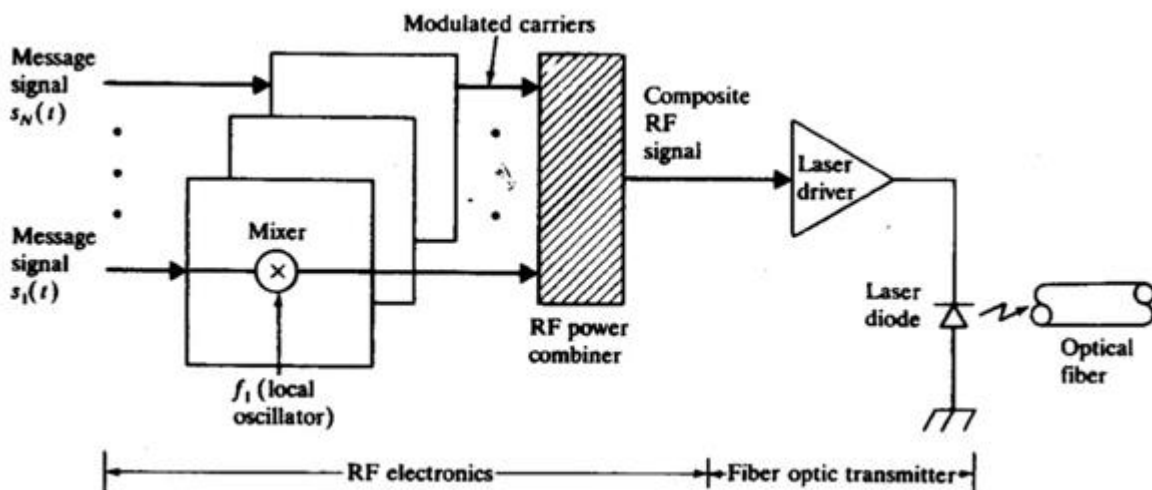 Modulated carriers
Message
signal
s_N(t)
Composite
RF
signal
Laser
driver
Message
signal
s_1(t)
Mixer
×
f_1 (local
oscillator)
RF power
combiner
Laser
diode
Optical
fiber
RF electronics
Fiber optic transmitter